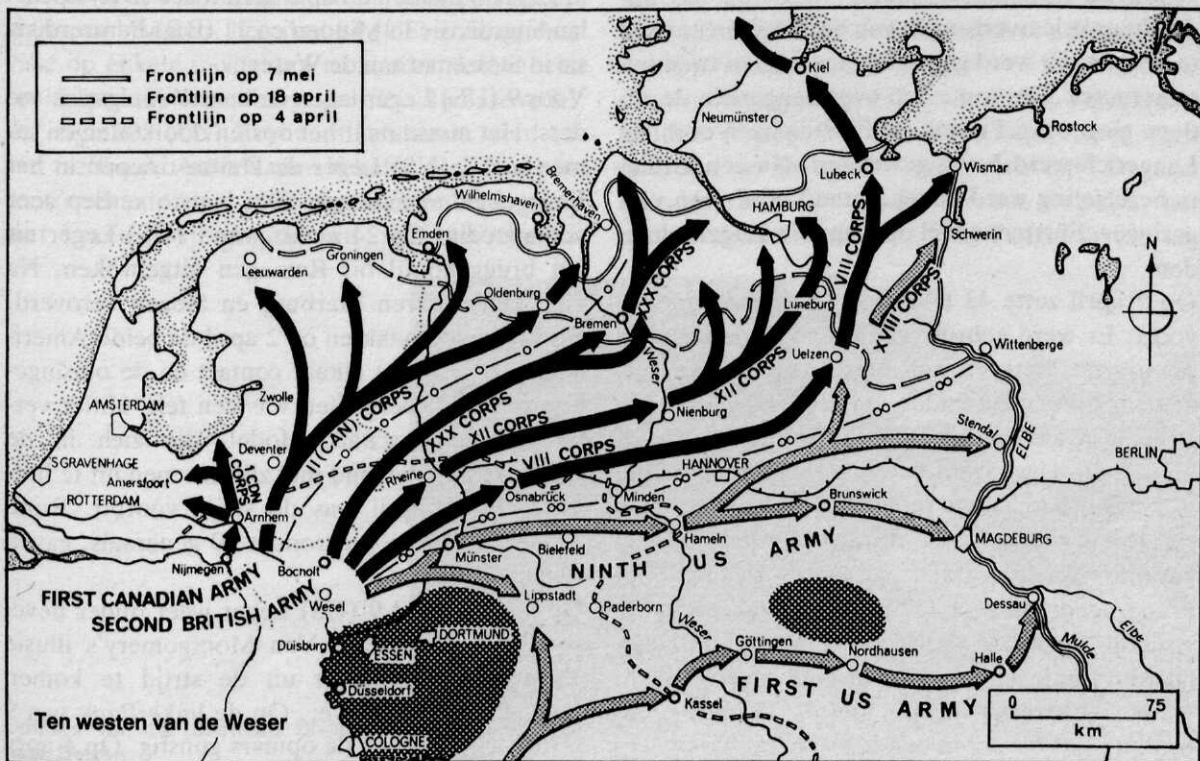 Frontlijn op 7 mei
Frontlijn op 18 april
Frontlijn op 4 april
Kiel
Neumünster
Rostock
Lubeck
Wismar
Wilhelmshaven
Bremerhaven
HAMBURG
Schwerin
Emden
Groningen
Leeuwarden
Oldenburg
Bremen
XXX CORPS
VIII CORPS
Luneburg
XVIII CORPS
N
Weser
XII CORPS
Uelzen
Wittenberge
Zwolle
AMSTERDAM
II (CAN) CORPS
XXX CORPS
XII CORPS
Nienburg
Stendal
ELBE
BERLIN
Deventer
'S GRAVENHAGE
Amersfoort
1 CON CORPS
Rheine
VIII CORPS
HANNOVER
ROTTERDAM
Arnhem
Osnabrück
Minden
Brunswick
Hameln
MAGDEBURG
Nijmegen
Bocholt
Münster
Bielefeld
NINTH US ARMY
FIRST CANADIAN ARMY
SECOND BRITISH ARMY
Wesel
Lippstadt
Paderborn
Dessau
Weser
Elbe
Mulde
Duisburg
ESSEN
DORTMUND
Göttingen
Nordhausen
Halle
Düsseldorf
Kassel
FIRST US ARMY
Ten westen van de Weser
COLOGNE
0 75
km